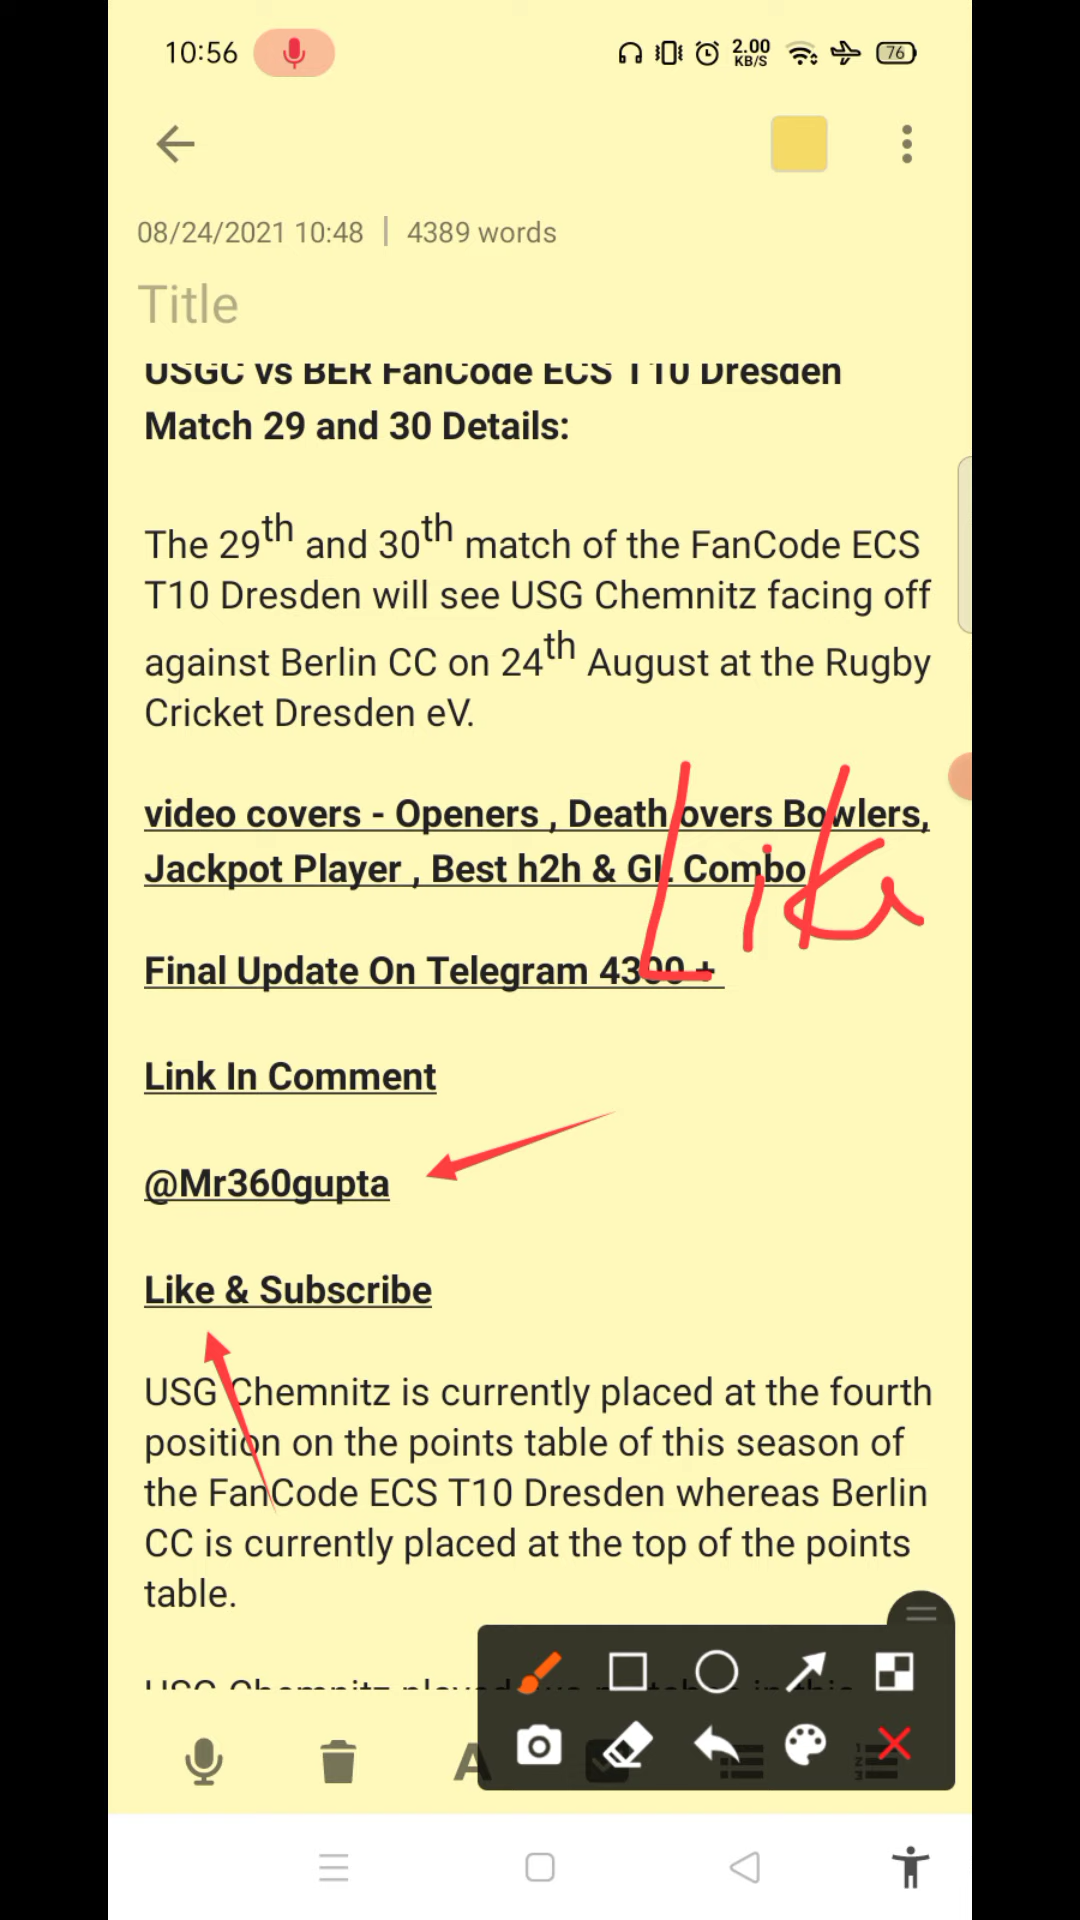 10:56
2.00
KB/S
76
08/24/2021 10:48 | 4389 words
Title
USGC vs BER FanCode ECS T10 Dresden
Match 29 and 30 Details:
The 29th and 30th match of the FanCode ECS
T10 Dresden will see USG Chemnitz facing off
against Berlin CC on 24th August at the Rugby
Cricket Dresden eV.
video covers - Openers , Death overs Bowlers,
Jackpot Player , Best h2h & GL Combo
Like
Final Update On Telegram 4300 +
Link In Comment
@Mr360gupta
Like & Subscribe
USG Chemnitz is currently placed at the fourth
position on the points table of this season of
the FanCode ECS T10 Dresden whereas Berlin
CC is currently placed at the top of the points
table.
USG Chemnitz played matches in this
A